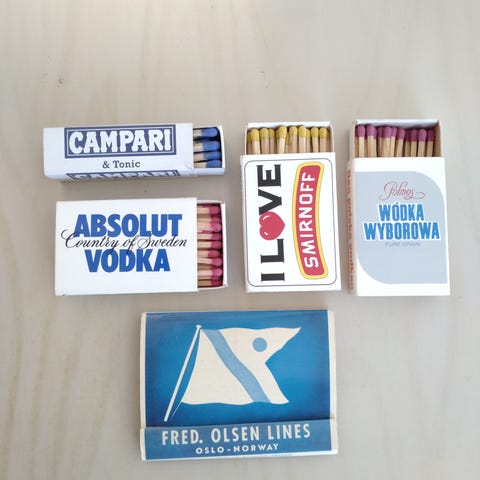 CAMPARI
& Tonic
CAMPARI
ABSOLUT
Country of Sweden
VODKA
I LOVE
SMIRNOFF
Polmos
WÓDKA
WYBOROWA
PURE GRAIN
FRED. OLSEN LINES
OSLO - NORWAY